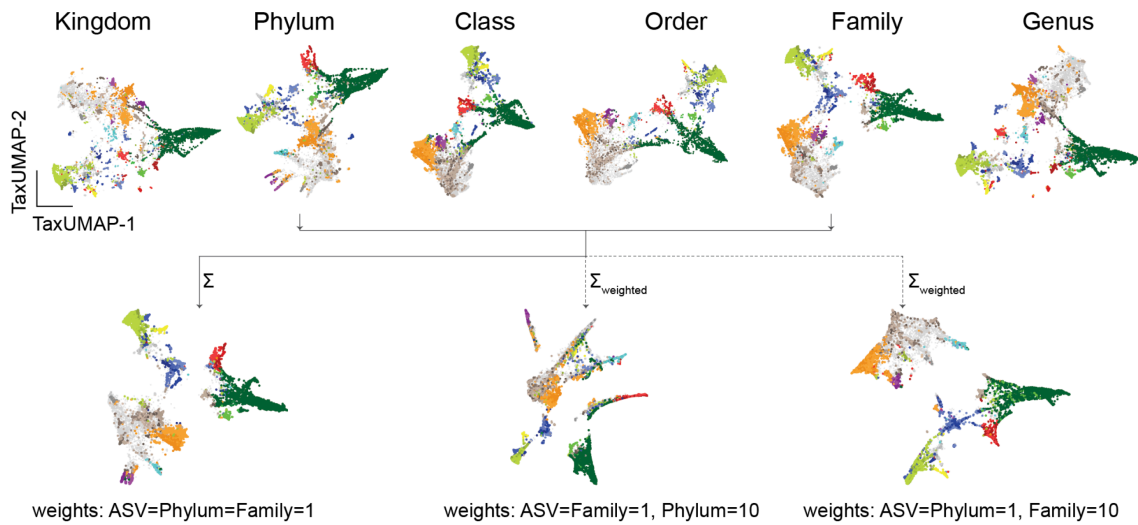 Kingdom Phylum Class Order Family Genus
TaxUMAP-2
TaxUMAP-1
Σ Σweighted Σweighted
weights: ASV=Phylum=Family=1 weights: ASV=Family=1, Phylum=10 weights: ASV=Phylum=1, Family=10